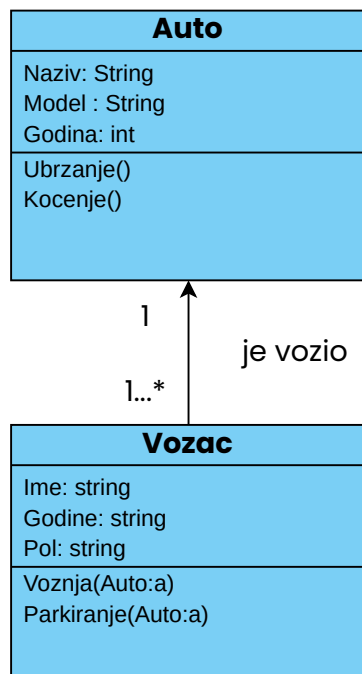 Auto
Naziv: String
Model : String
Godina: int
Ubrzanje()
Kocenje()
1
je vozio
1...*
Vozac
Ime: string
Godine: string
Pol: string
Voznja(Auto:a)
Parkiranje(Auto:a)